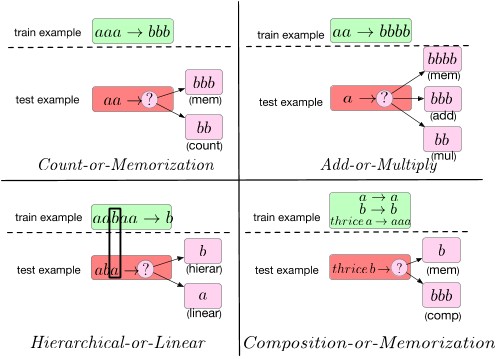 train example
aaa → bbb
test example
aa → ?
bbb
(mem)
bb
(count)
Count-or-Memorization
train example
aa → bbbb
test example
a → ?
bbbb
(mem)
bbb
(add)
bb
(mul)
Add-or-Multiply
train example
aabaa → b
test example
aba → ?
b
(hierar)
a
(linear)
Hierarchical-or-Linear
train example
a → a
b → b
thrice a → aaa
test example
thrice b → ?
b
(mem)
bbb
(comp)
Composition-or-Memorization